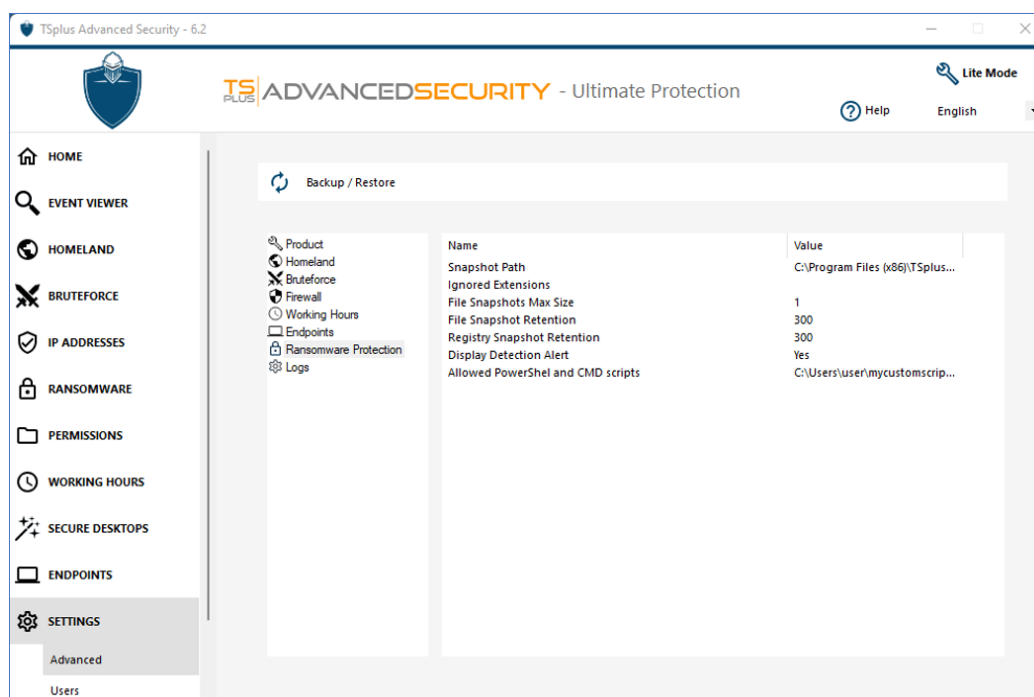 TSplus Advanced Security - 6.2
TS PLUS ADVANCEDSECURITY - Ultimate Protection
Lite Mode
Help
English
HOME
EVENT VIEWER
HOMELAND
BRUTEFORCE
IP ADDRESSES
RANSOMWARE
PERMISSIONS
WORKING HOURS
SECURE DESKTOPS
ENDPOINTS
SETTINGS
Advanced
Users
Backup / Restore
Product
Homeland
Bruteforce
Firewall
Working Hours
Endpoints
Ransomware Protection
Logs
Name Value
Snapshot Path C:\Program Files (x86)\TSplus...
Ignored Extensions
File Snapshots Max Size 1
File Snapshot Retention 300
Registry Snapshot Retention 300
Display Detection Alert Yes
Allowed PowerShel and CMD scripts C:\Users\user\mycustomscrip...